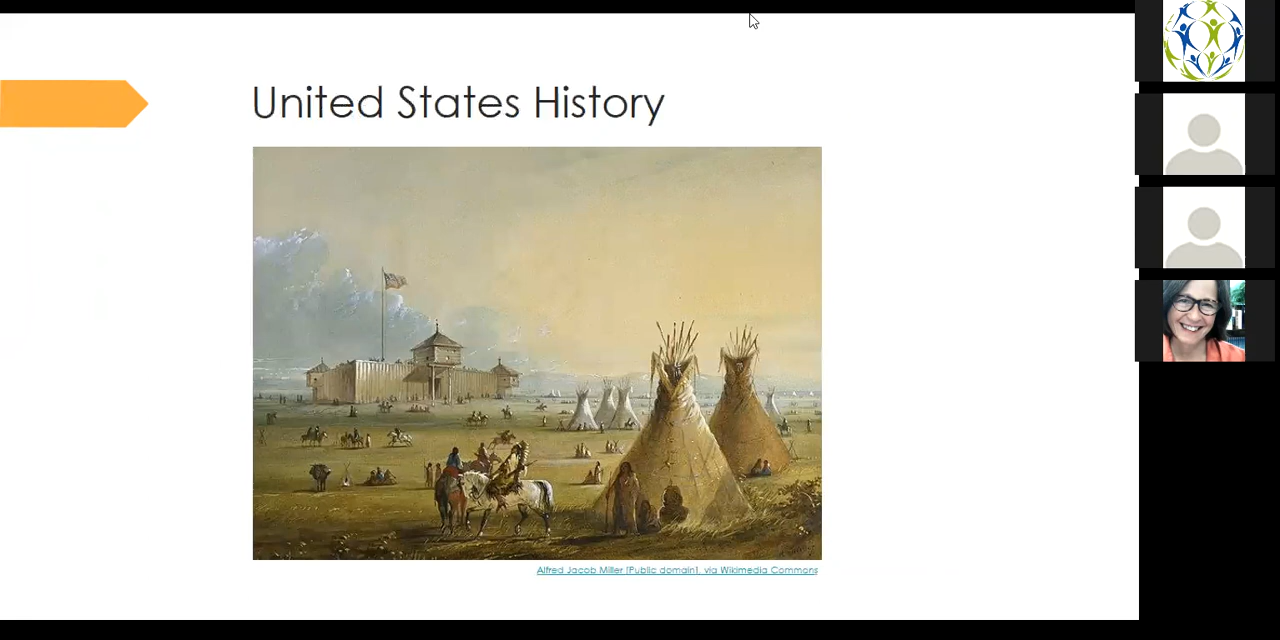 United States History
Alfred Jacob Miller [Public domain], via Wikimedia Commons